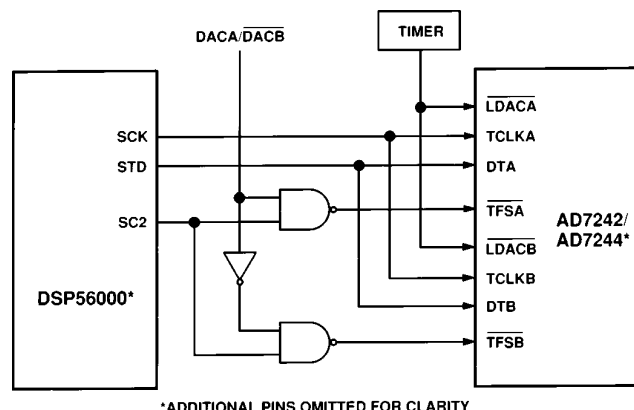 TIMER
DACA/DACB
DSP56000*
SCK
STD
SC2
LDACA
TCLKA
DTA
TFSA
LDACB
TCLKB
DTB
TFSB
AD7242/
AD7244*
*ADDITIONAL PINS OMITTED FOR CLARITY